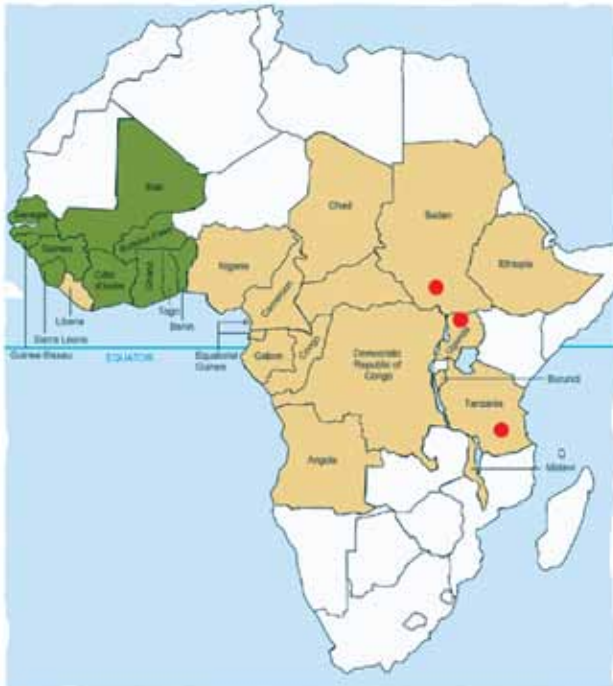 Mali
Senegal
Guinea
Burkina Faso
Côte
d'Ivoire
Ghana
Nigeria
Chad
Sudan
Ethiopia
Cameroon
Liberia
Togo
Sierra Leone
Benin
Guinea Bissau
EQUATOR
Equatorial
Guinea
Gabon
Congo
Democratic
Republic of
Congo
Uganda
Burundi
Tanzania
Angola
Malawi